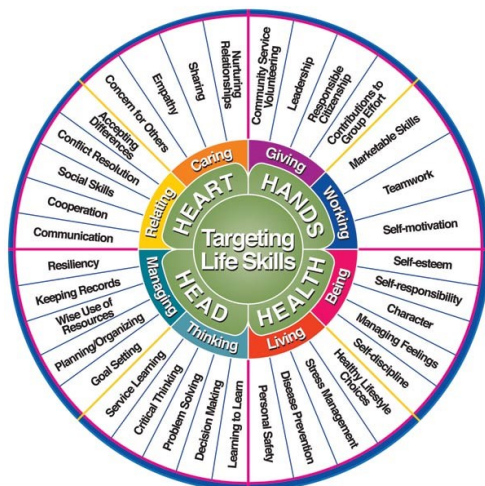 Targeting
Life Skills
HEART
HANDS
HEALTH
HEAD
Caring
Giving
Working
Being
Living
Thinking
Managing
Relating
Nurturing
Relationships
Sharing
Empathy
Concern for Others
Community Service
Volunteering
Leadership
Responsible
Citizenship
Contributions to
Group Effort
Marketable Skills
Teamwork
Self-motivation
Self-esteem
Self-responsibility
Character
Managing Feelings
Self-discipline
Healthy Lifestyle
Choices
Stress Management
Disease Prevention
Personal Safety
Learning to Learn
Decision Making
Problem Solving
Critical Thinking
Service Learning
Goal Setting
Planning/Organizing
Wise Use of
Resources
Keeping Records
Resiliency
Communication
Cooperation
Social Skills
Conflict Resolution
Accepting
Differences